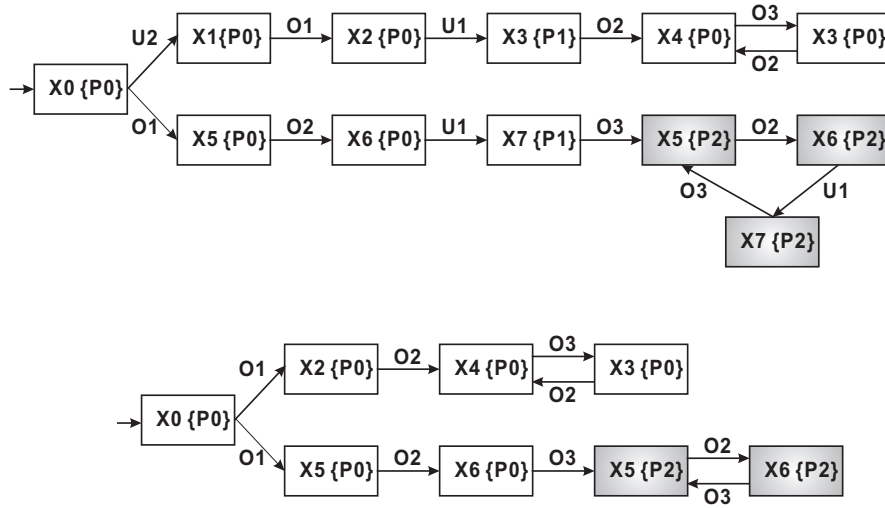 O3
U2
X1{P0}
O1
X2 {P0}
U1
X3 {P1}
O2
X4 {P0}
X3 {P0}
O2
X0 {P0}
O1
X5 {P0}
O2
X6 {P0}
U1
X7 {P1}
O3
X5 {P2}
O2
X6 {P2}
O3
U1
X7 {P2}
O1
X2 {P0}
O2
X4 {P0}
O3
X3 {P0}
O2
X0 {P0}
O1
X5 {P0}
O2
X6 {P0}
O3
X5 {P2}
O2
X6 {P2}
O3